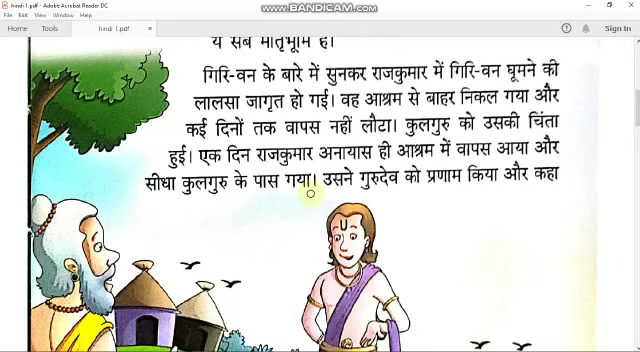 hindi 1.pdf - Adobe Acrobat Reader DC
WWW.BANDICAM.COM
File Edit View Window Help
Home Tools hindi 1.pdf × Sign In
ये सब मातृभूमि हैं।
गिरि-वन के बारे में सुनकर राजकुमार में गिरि-वन घूमने की
लालसा जागृत हो गई। वह आश्रम से बाहर निकल गया और
कई दिनों तक वापस नहीं लौटा। कुलगुरु को उसकी चिंता
हुई। एक दिन राजकुमार अनायास ही आश्रम में वापस आया और
सीधा कुलगुरु के पास गया। उसने गुरुदेव को प्रणाम किया और कहा